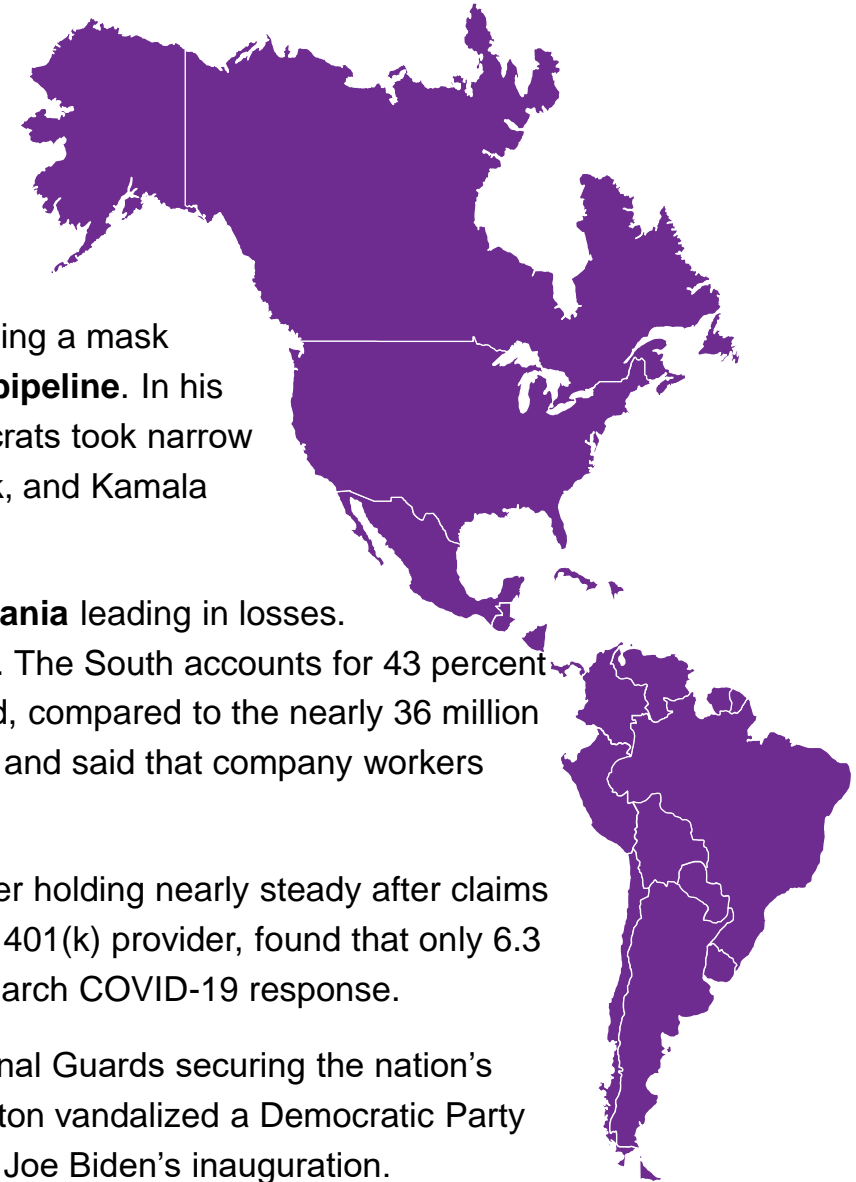 ing a mask
pipeline. In his
crats took narrow
k, and Kamala
ania leading in losses.
. The South accounts for 43 percent
d, compared to the nearly 36 million
and said that company workers
er holding nearly steady after claims
401(k) provider, found that only 6.3
arch COVID-19 response.
nal Guards securing the nation’s
ton vandalized a Democratic Party
Joe Biden’s inauguration.